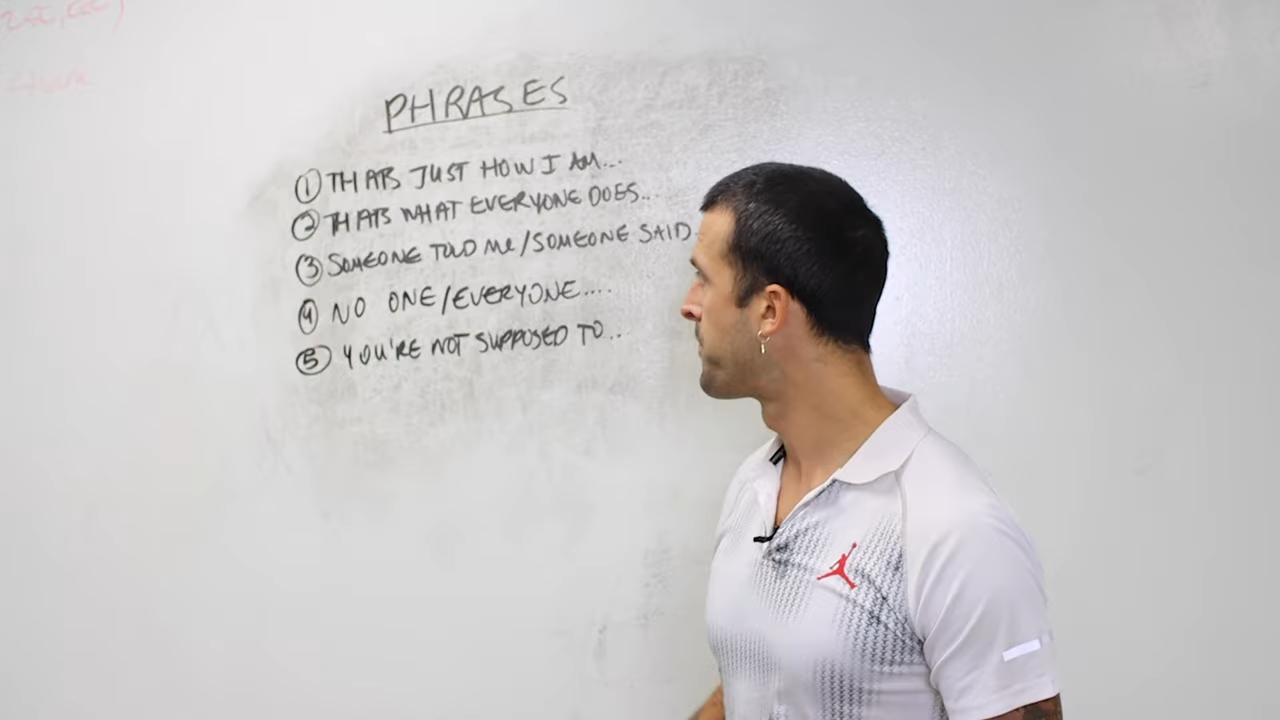 PHRASES
① THATS JUST HOW I AM...
② THATS WHAT EVERYONE DOES...
③ SOMEONE TOLD ME/SOMEONE SAID..
④ NO ONE/EVERYONE....
⑤ YOU'RE NOT SUPPOSED TO...